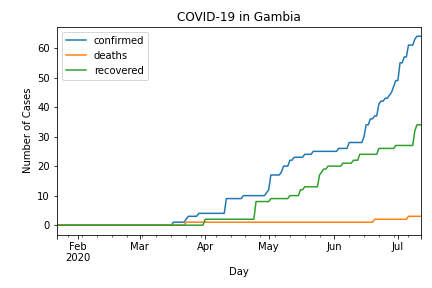 COVID-19 in Gambia
confirmed
deaths
recovered
Number of Cases
60
50
40
30
20
10
0
Feb Mar Apr May Jun Jul
2020
Day